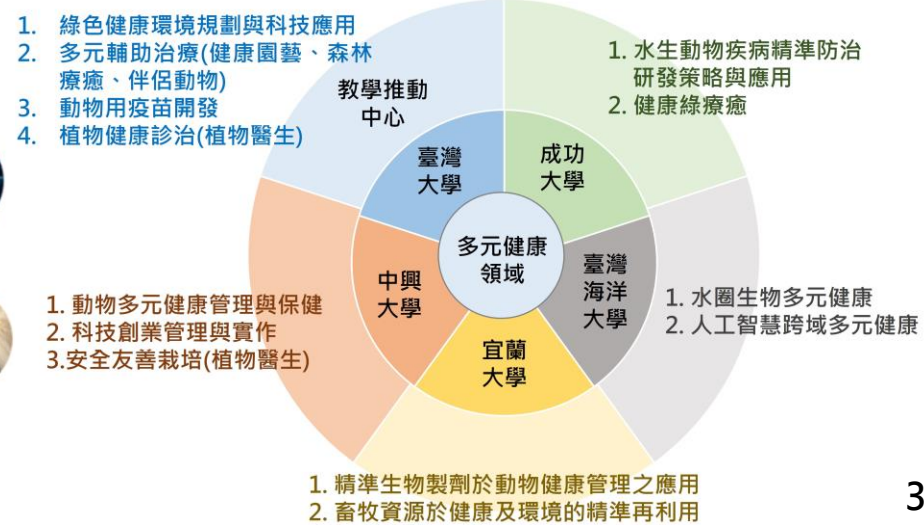 1. 綠色健康環境規劃與科技應用
2. 多元輔助治療(健康園藝、森林
療癒、伴侶動物)
3. 動物用疫苗開發
4. 植物健康診治(植物醫生)
教學推動
中心
臺灣
大學
1. 水生動物疾病精準防治
研發策略與應用
2. 健康綠療癒
成功
大學
多元健康
領域
中興
大學
臺灣
海洋
大學
宜蘭
大學
1. 動物多元健康管理與保健
2. 科技創業管理與實作
3.安全友善栽培(植物醫生)
1. 水圈生物多元健康
2. 人工智慧跨域多元健康
1. 精準生物製劑於動物健康管理之應用
2. 畜牧資源於健康及環境的精準再利用
3